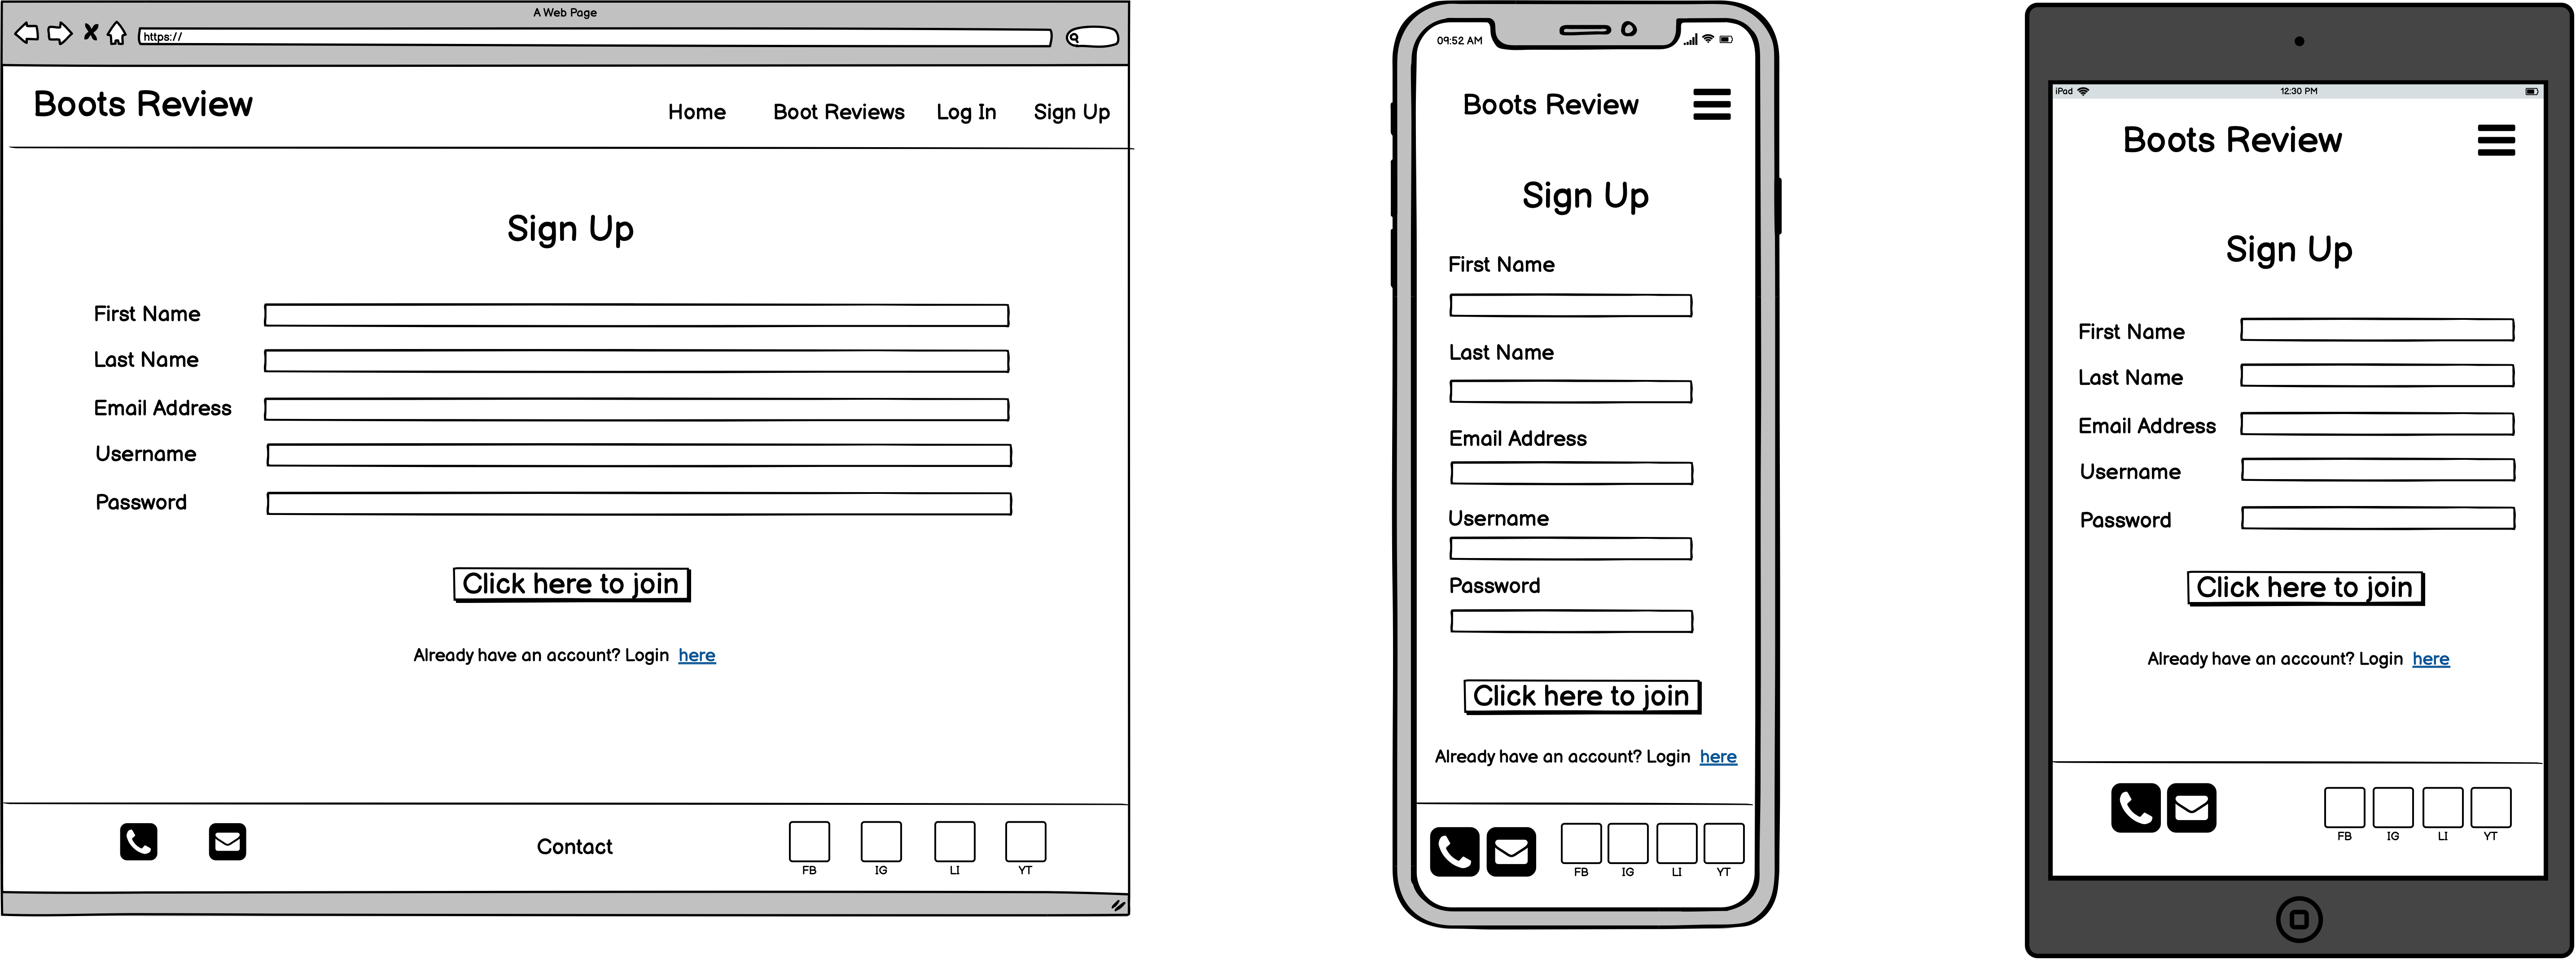 A Web Page
https://
Boots Review
Home Boot Reviews Log In Sign Up
Sign Up
First Name
Last Name
Email Address
Username
Password
Click here to join
Already have an account? Login here
Contact
FB IG LI YT
09:52 AM
Boots Review
Sign Up
First Name
Last Name
Email Address
Username
Password
Click here to join
Already have an account? Login here
FB IG LI YT
iPad 12:30 PM
Boots Review
Sign Up
First Name
Last Name
Email Address
Username
Password
Click here to join
Already have an account? Login here
FB IG LI YT